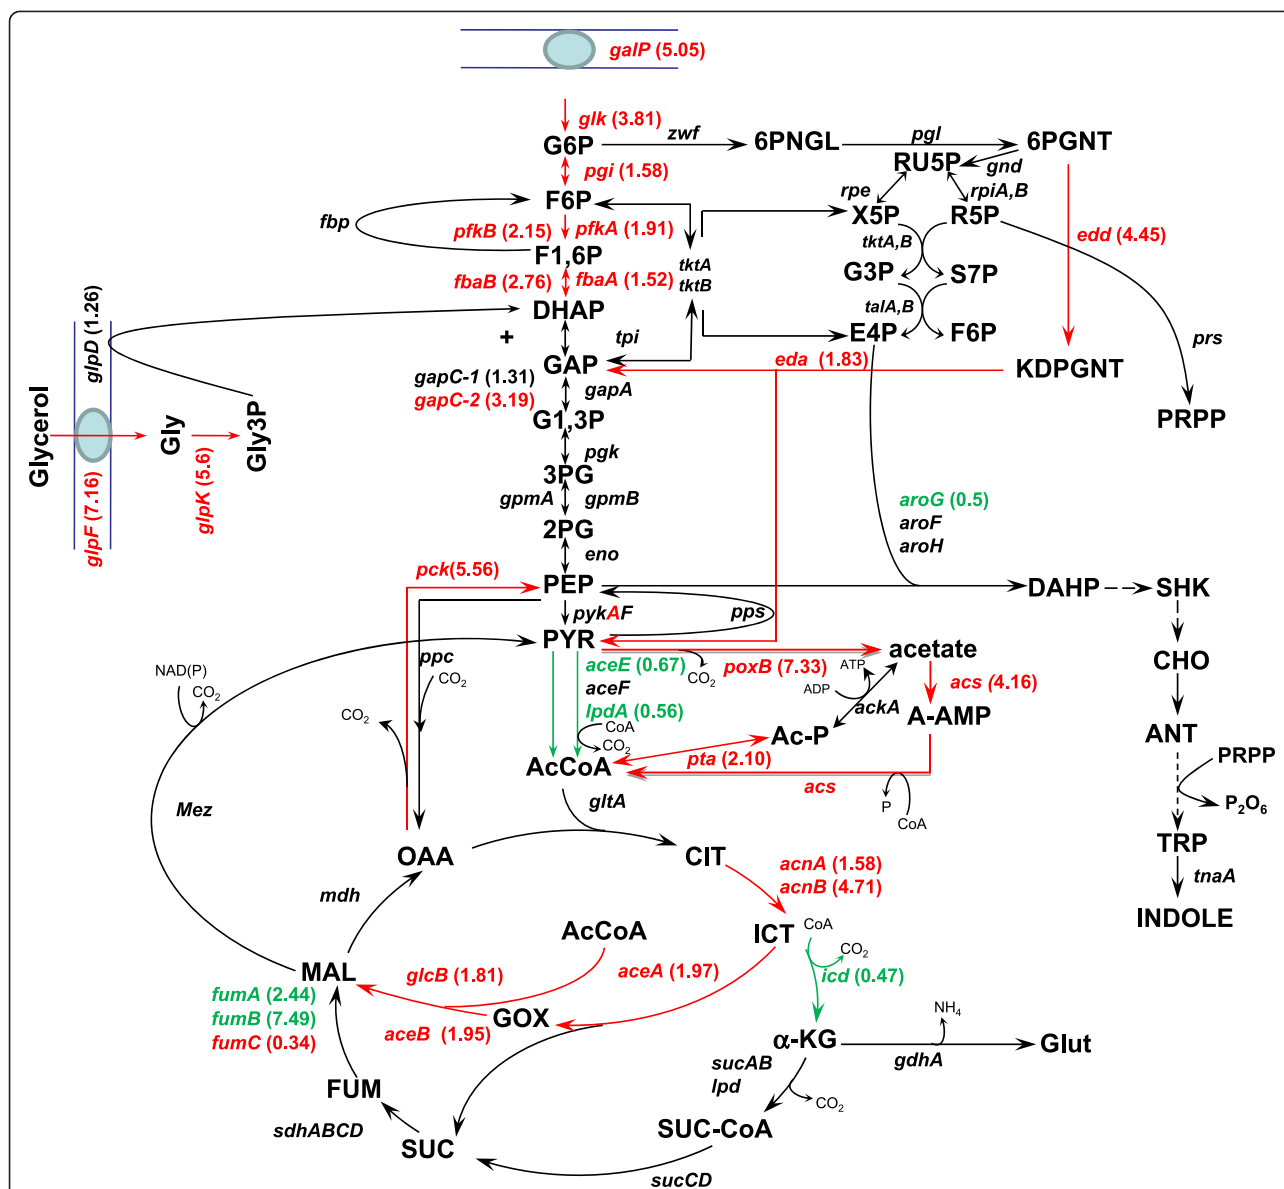 galP (5.05)
glk (3.81)
G6P
zwf
6PNGL
pgl
6PGNT
pgi (1.58)
RU5P
gnd
rpe
rpiA,B
F6P
X5P
R5P
fbp
pfkB (2.15)
pfkA (1.91)
tktA,B
edd (4.45)
F1,6P
tktA
tktB
G3P
S7P
fbaB (2.76)
fbaA (1.52)
talA,B
DHAP
+
tpi
E4P
F6P
prs
glpD (1.26)
GAP
eda (1.83)
KDPGNT
gapC-1 (1.31)
gapC-2 (3.19)
gapA
G1,3P
PRPP
Glycerol
Gly
Gly3P
glpF (7.16)
glpK (5.6)
pgk
3PG
gpmA
gpmB
2PG
eno
aroG (0.5)
aroF
aroH
pck(5.56)
PEP
DAHP
SHK
pykAF
pps
PYR
acetate
ppc
CO2
NAD(P)
CO2
CO2
aceE (0.67)
aceF
lpdA (0.56)
CO2
poxB (7.33)
ATP
ADP
ackA
acs (4.16)
CHO
A-AMP
Ac-P
CoA
CO2
ANT
AcCoA
pta (2.10)
acs
PRPP
P
CoA
P2O6
Mez
gltA
OAA
CIT
TRP
tnaA
acnA (1.58)
acnB (4.71)
mdh
INDOLE
AcCoA
ICT
CoA
CO2
MAL
glcB (1.81)
aceA (1.97)
icd (0.47)
fumA (2.44)
fumB (7.49)
fumC (0.34)
aceB (1.95)
GOX
NH4
α-KG
gdhA
Glut
sucAB
lpd
CO2
FUM
sdhABCD
SUC
SUC-CoA
sucCD